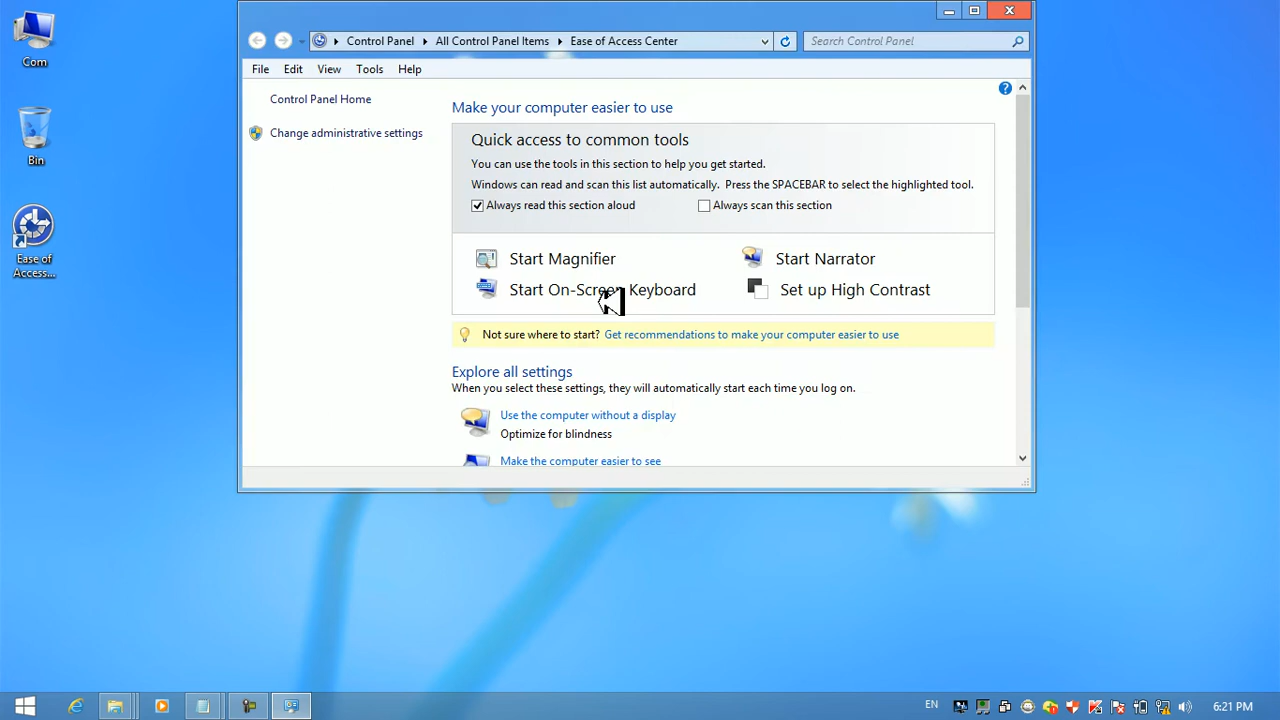 Com
Bin
Ease of
Access...
Control Panel
All Control Panel Items
Ease of Access Center
Search Control Panel
File Edit View Tools Help
Control Panel Home
Change administrative settings
Make your computer easier to use
Quick access to common tools
You can use the tools in this section to help you get started.
Windows can read and scan this list automatically. Press the SPACEBAR to select the highlighted tool.
Always read this section aloud
Always scan this section
Start Magnifier
Start Narrator
Start On-Screen Keyboard
Set up High Contrast
Not sure where to start? Get recommendations to make your computer easier to use
Explore all settings
When you select these settings, they will automatically start each time you log on.
Use the computer without a display
Optimize for blindness
Make the computer easier to see
EN
6:21 PM